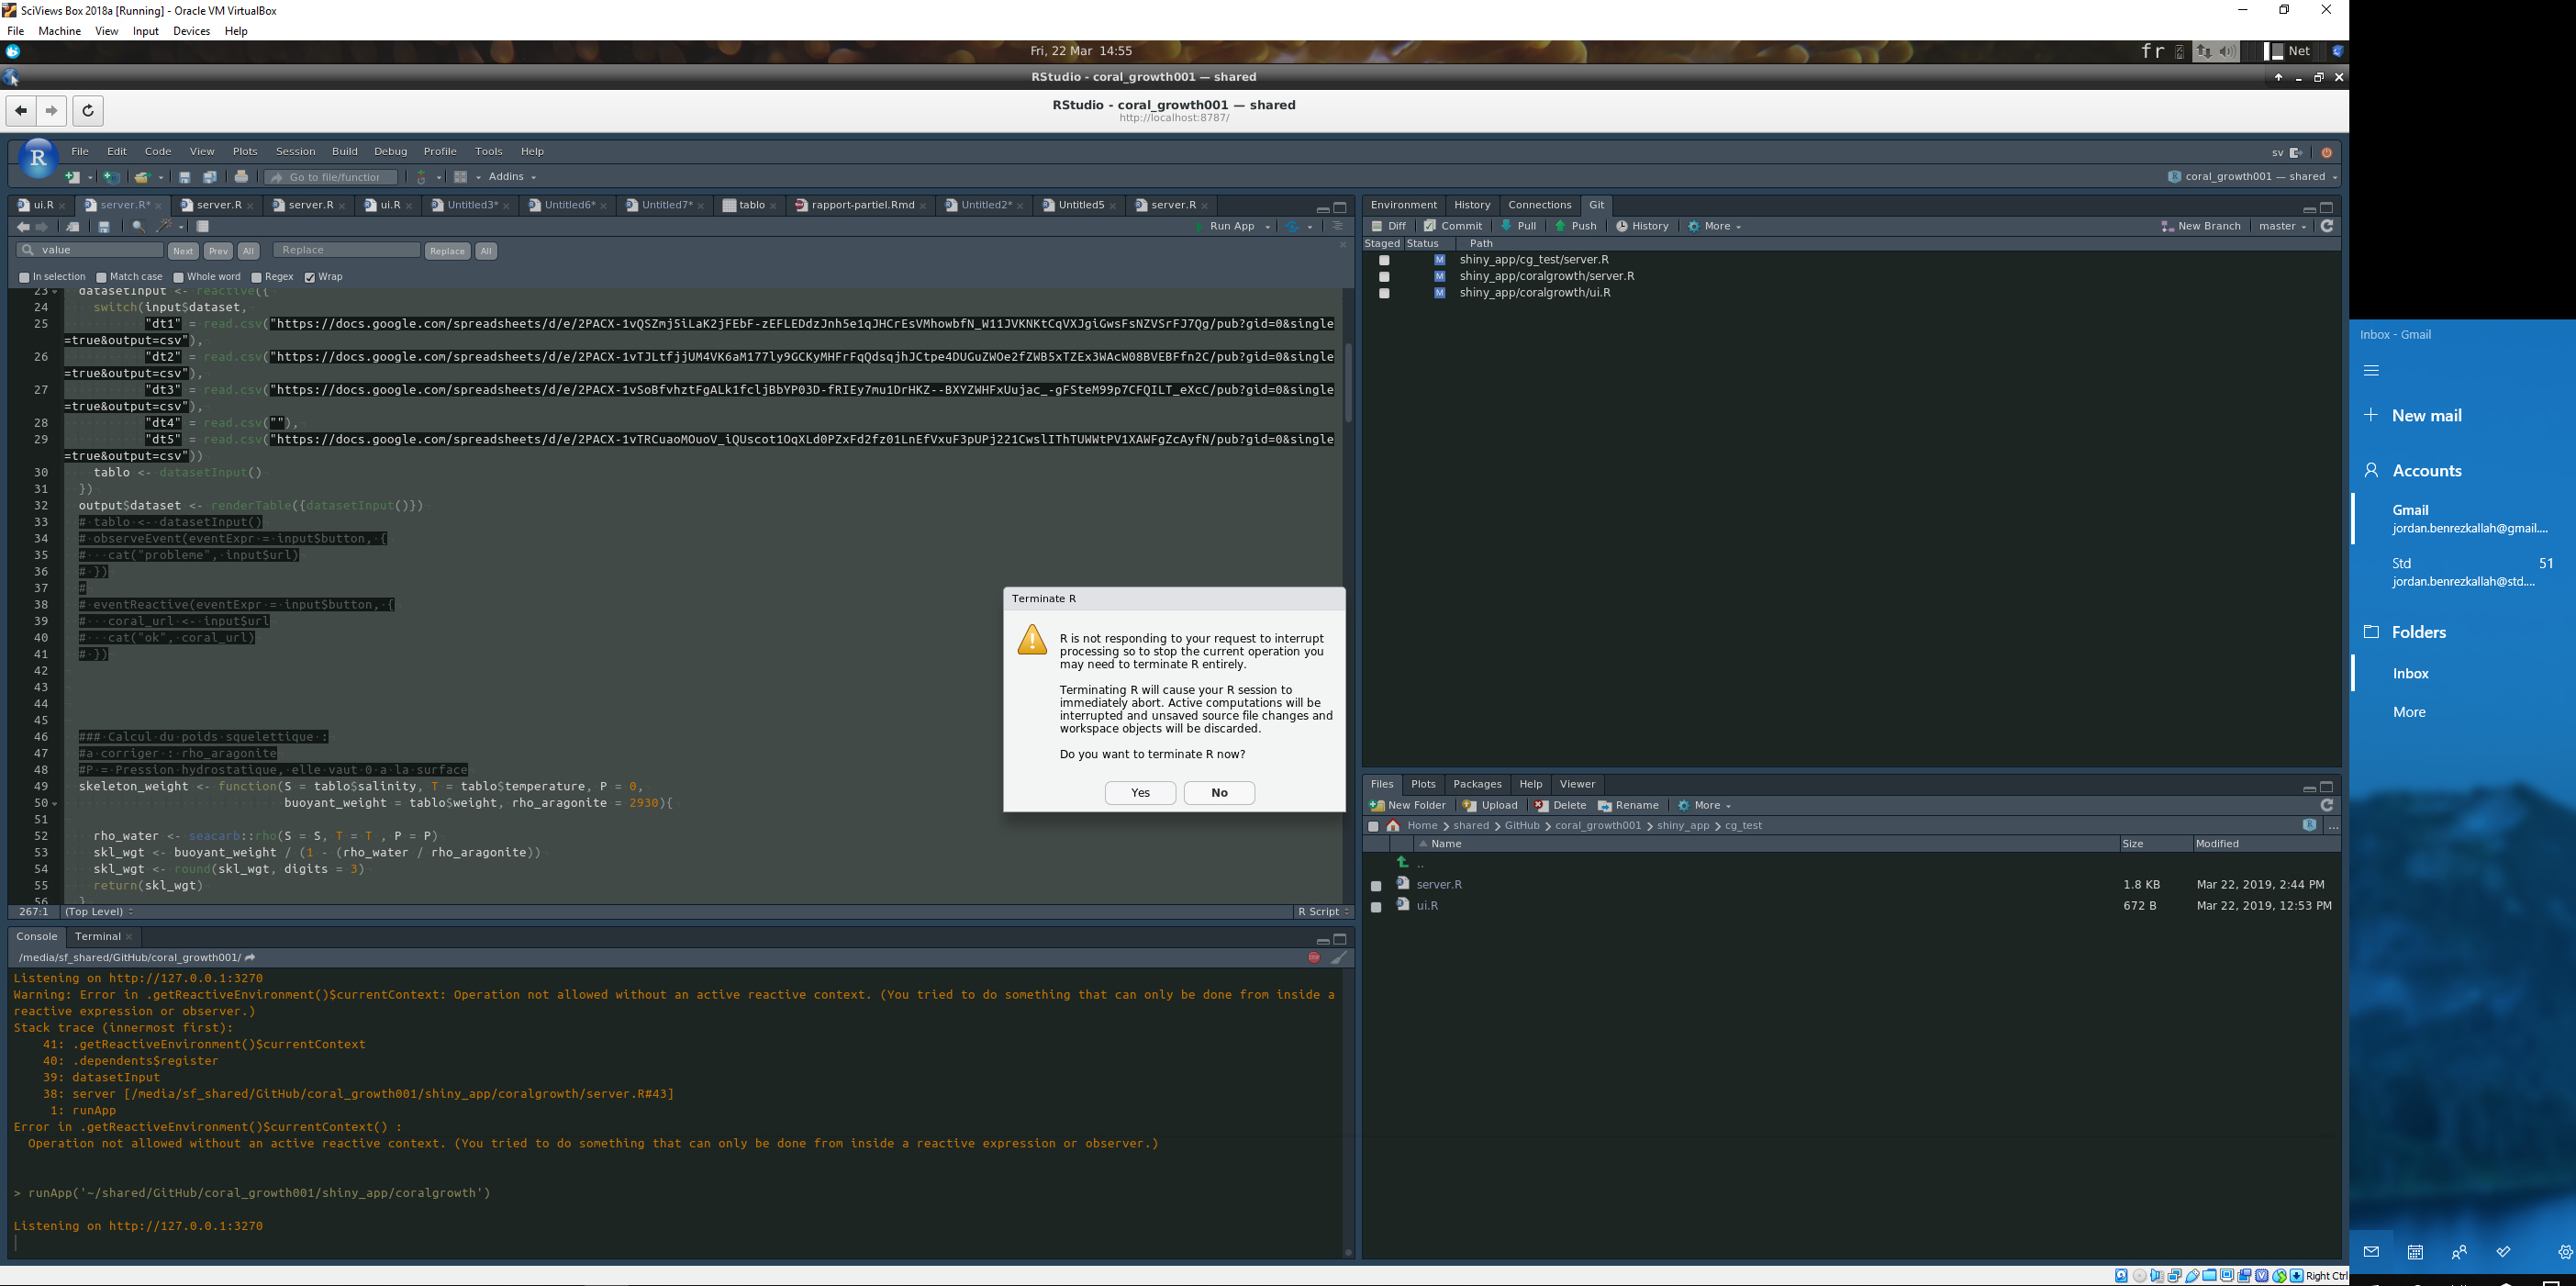 SciViews Box 2018a [Running] - Oracle VM VirtualBox
File Machine View Input Devices Help
Fri, 22 Mar 14:55
fr
Net
RStudio - coral_growth001 — shared
RStudio - coral_growth001 — shared
http://localhost:8787/
File Edit Code View Plots Session Build Debug Profile Tools Help
sv
Go to file/function
Addins
coral_growth001 — shared
ui.R server.R* server.R server.R ui.R Untitled3* Untitled6* Untitled7* tablo rapport-partiel.Rmd Untitled2* Untitled5 server.R
Run App
value Next Prev All Replace Replace All
In selection Match case Whole word Regex Wrap
23 datasetInput <- reactive({
24 switch(input$dataset,
25 "dt1" = read.csv("https://docs.google.com/spreadsheets/d/e/2PACX-1vQSZmj5iLaK2jFEbF-zEFLEDdzJnh5e1qJHCrEsVMhowbfN_W11JVKNKtCqVXJgiGwsFsNZVSrFJ7Qg/pub?gid=0&single
=true&output=csv"),
26 "dt2" = read.csv("https://docs.google.com/spreadsheets/d/e/2PACX-1vTJLtfjjUM4VK6aM177ly9GCKyMHFrFqQdsqjhJCtpe4DUGuZWOe2fZWB5xTZEx3WAcW08BVEBFfn2C/pub?gid=0&single
=true&output=csv"),
27 "dt3" = read.csv("https://docs.google.com/spreadsheets/d/e/2PACX-1vSoBfvhztFgALk1fcljBbYP03D-fRIEy7mu1DrHKZ--BXYZWHFxUujac_-gFSteM99p7CFQILT_eXcC/pub?gid=0&single
=true&output=csv"),
28 "dt4" = read.csv(""),
29 "dt5" = read.csv("https://docs.google.com/spreadsheets/d/e/2PACX-1vTRCuaoMOuoV_iQUscot1OqXLd0PZxFd2fz01LnEfVxuF3pUPj221CwslIThTUWWtPV1XAWFgZcAyfN/pub?gid=0&single
=true&output=csv"))
30 tablo <- datasetInput()
31 })
32 output$dataset <- renderTable({datasetInput()})
33 # tablo <- datasetInput()
34 # observeEvent(eventExpr = input$button, {
35 # cat("probleme", input$url)
36 # })
37 #
38 # eventReactive(eventExpr = input$button, {
39 # coral_url <- input$url
40 # cat("ok", coral_url)
41 # })
42
43
44
45
46 ### Calcul du poids squelettique :
47 #a corriger : rho_aragonite
48 #P = Pression hydrostatique, elle vaut 0 a la surface
49 skeleton_weight <- function(S = tablo$salinity, T = tablo$temperature, P = 0,
50 buoyant_weight = tablo$weight, rho_aragonite = 2930){
51
52 rho_water <- seacarb::rho(S = S, T = T , P = P)
53 skl_wgt <- buoyant_weight / (1 - (rho_water / rho_aragonite))
54 skl_wgt <- round(skl_wgt, digits = 3)
55 return(skl_wgt)
56 }
267:1 (Top Level) R Script
Console Terminal
/media/sf_shared/GitHub/coral_growth001/
Listening on http://127.0.0.1:3270
Warning: Error in .getReactiveEnvironment()$currentContext: Operation not allowed without an active reactive context. (You tried to do something that can only be done from inside a
reactive expression or observer.)
Stack trace (innermost first):
41: .getReactiveEnvironment()$currentContext
40: .dependents$register
39: datasetInput
38: server [/media/sf_shared/GitHub/coral_growth001/shiny_app/coralgrowth/server.R#43]
1: runApp
Error in .getReactiveEnvironment()$currentContext() :
Operation not allowed without an active reactive context. (You tried to do something that can only be done from inside a reactive expression or observer.)
> runApp('~/shared/GitHub/coral_growth001/shiny_app/coralgrowth')
Listening on http://127.0.0.1:3270
Terminate R
R is not responding to your request to interrupt
processing so to stop the current operation you
may need to terminate R entirely.
Terminating R will cause your R session to
immediately abort. Active computations will be
interrupted and unsaved source file changes and
workspace objects will be discarded.
Do you want to terminate R now?
Yes No
Environment History Connections Git
Diff Commit Pull Push History More New Branch master
Staged Status Path
M shiny_app/cg_test/server.R
M shiny_app/coralgrowth/server.R
M shiny_app/coralgrowth/ui.R
Files Plots Packages Help Viewer
New Folder Upload Delete Rename More
Home > shared > GitHub > coral_growth001 > shiny_app > cg_test ...
Name Size Modified
..
server.R 1.8 KB Mar 22, 2019, 2:44 PM
ui.R 672 B Mar 22, 2019, 12:53 PM
Inbox - Gmail
New mail
Accounts
Gmail
jordan.benrezkallah@gmail....
Std 51
jordan.benrezkallah@std....
Folders
Inbox
More
Right Ctrl